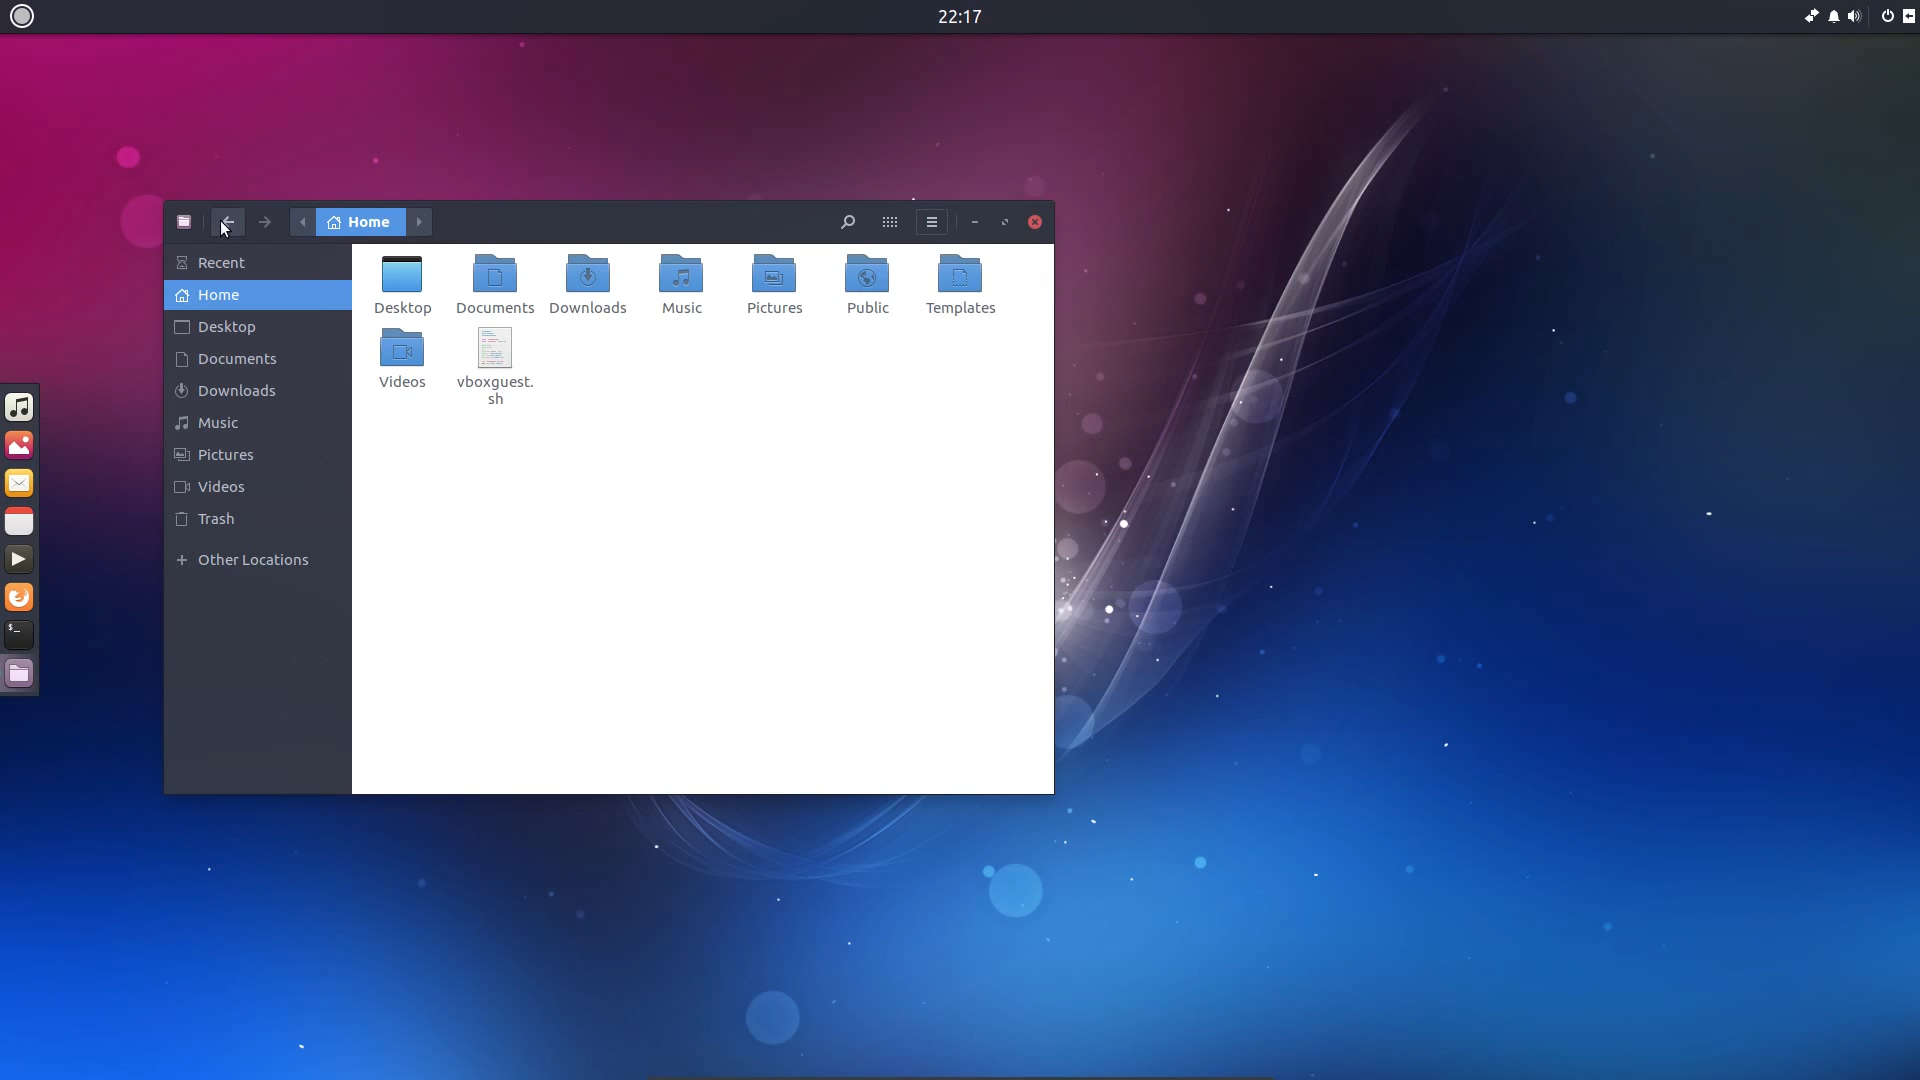 22:17
Home
Recent
Home
Desktop
Documents
Downloads
Music
Pictures
Videos
Trash
Other Locations
Desktop
Documents
Downloads
Music
Pictures
Public
Templates
Videos
vboxguest.
sh
$_